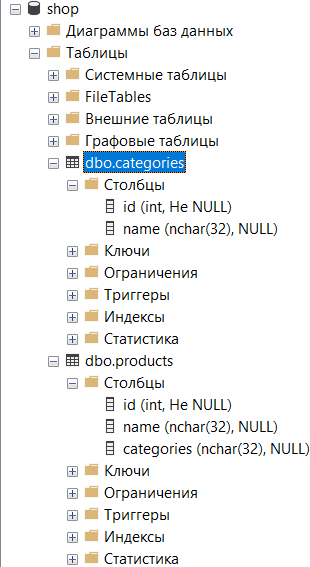 shop
Диаграммы баз данных
Таблицы
Системные таблицы
FileTables
Внешние таблицы
Графовые таблицы
dbo.categories
Столбцы
id (int, Не NULL)
name (nchar(32), NULL)
Ключи
Ограничения
Триггеры
Индексы
Статистика
dbo.products
Столбцы
id (int, Не NULL)
name (nchar(32), NULL)
categories (nchar(32), NULL)
Ключи
Ограничения
Триггеры
Индексы
Статистика